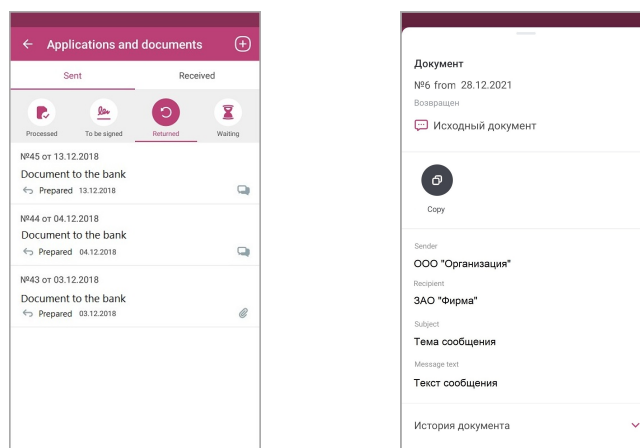 Applications and documents
Sent
Received
Processed
To be signed
Returned
Waiting
№45 от 13.12.2018
Document to the bank
Prepared 13.12.2018
№44 от 04.12.2018
Document to the bank
Prepared 04.12.2018
№43 от 03.12.2018
Document to the bank
Prepared 03.12.2018
Документ
№6 from 28.12.2021
Возвращен
Исходный документ
Copy
Sender
ООО "Организация"
Recipient
ЗАО "Фирма"
Subject
Тема сообщения
Message text
Текст сообщения
История документа